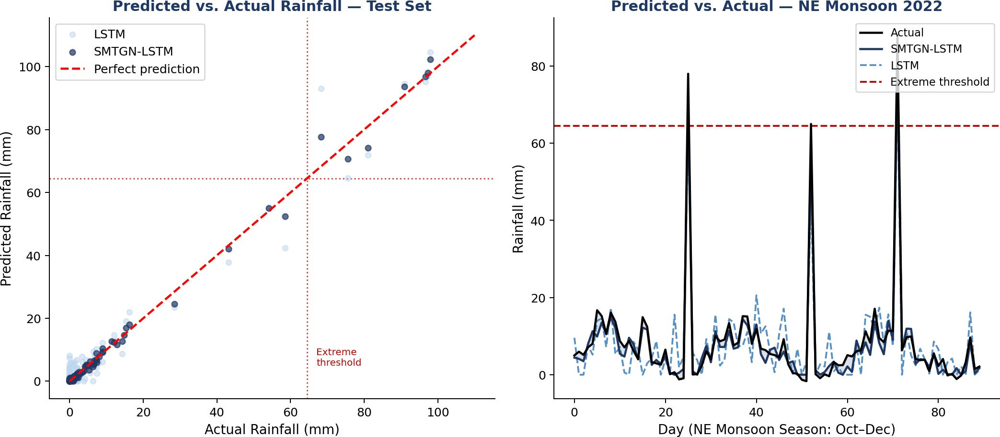 Predicted vs. Actual Rainfall — Test Set
LSTM
SMTGN-LSTM
Perfect prediction
100
80
60
40
20
0
Predicted Rainfall (mm)
Extreme
threshold
0 20 40 60 80 100
Actual Rainfall (mm)
Predicted vs. Actual — NE Monsoon 2022
Actual
SMTGN-LSTM
LSTM
Extreme threshold
80
60
40
20
0
Rainfall (mm)
0 20 40 60 80
Day (NE Monsoon Season: Oct–Dec)